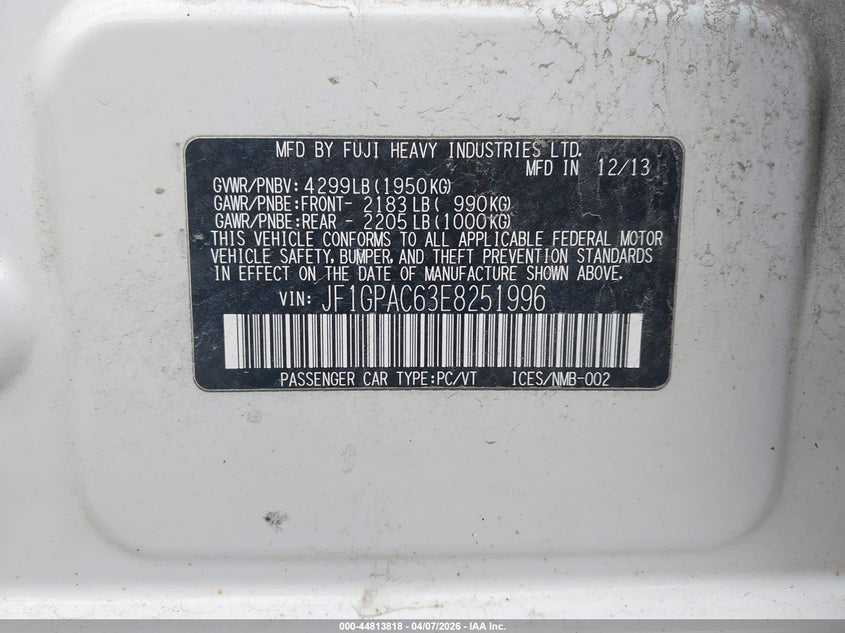 MFD BY FUJI HEAVY INDUSTRIES LTD.
MFD IN 12/13
GVWR/PNBV: 4299LB(1950KG)
GAWR/PNBE:FRONT- 2183LB( 990KG)
GAWR/PNBE:REAR - 2205LB(1000KG)
THIS VEHICLE CONFORMS TO ALL APPLICABLE FEDERAL MOTOR
VEHICLE SAFETY, BUMPER, AND THEFT PREVENTION STANDARDS
IN EFFECT ON THE DATE OF MANUFACTURE SHOWN ABOVE.
VIN: JF1GPAC63E8251996
PASSENGER CAR TYPE:PC/VT ICES/NMB-002
000-44813818 - 04/07/2026 - IAA Inc.